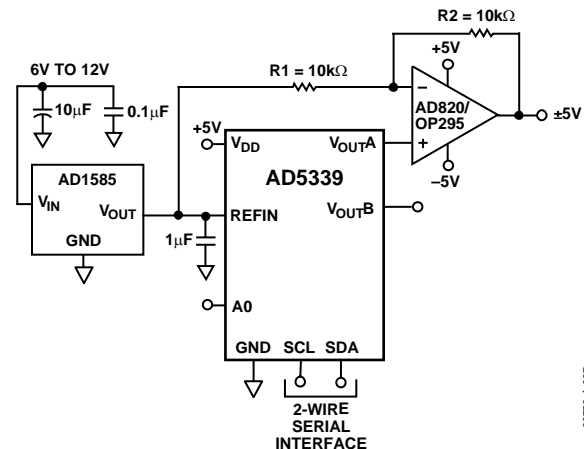 R2 = 10kΩ
+5V
6V TO 12V
R1 = 10kΩ
10μF
0.1μF
AD820/
OP295
±5V
–5V
+5V
VDD
VOUTA
AD1585
AD5339
VIN
VOUT
REFIN
VOUTB
GND
1μF
A0
GND
SCL
SDA
2-WIRE
SERIAL
INTERFACE